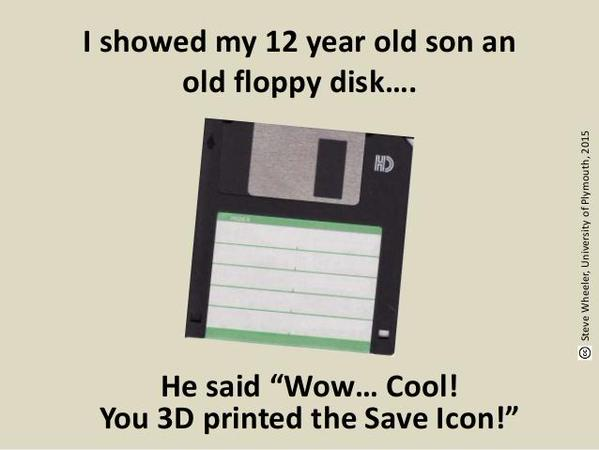 I showed my 12 year old son an
old floppy disk....
HD
He said “Wow... Cool!
You 3D printed the Save Icon!”
cc Steve Wheeler, University of Plymouth, 2015